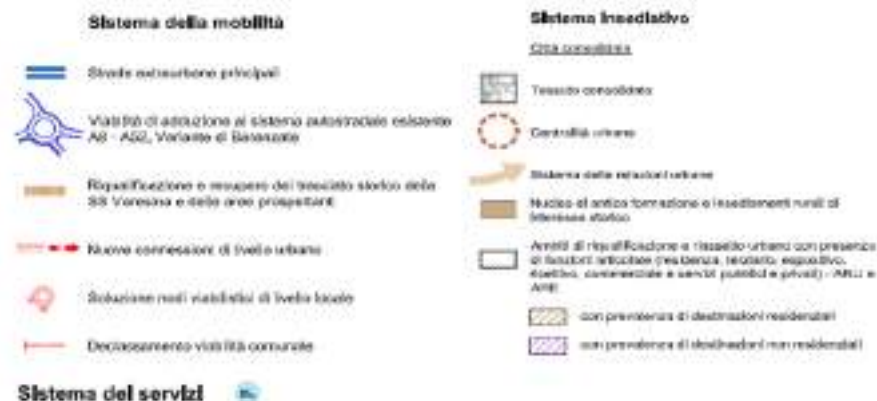 Sistema della mobilità
Strade extraurbane principali
Viabilità di adduzione al sistema autostradale esistente
A8 - A52, Variante di Baranzate
Riqualificazione e recupero del tracciato storico della
SS Varesina e delle aree prospettanti
Nuove connessioni di livello urbano
Soluzione nodi viabilistici di livello locale
Declassamento viabilità comunale
Sistema dei servizi
Sistema Insediativo
Città consolidata
Tessuto consolidato
Centralità urbane
Sistema delle relazioni urbane
Nuclei di antica formazione e insediamenti rurali di
interesse storico
Ambiti di riqualificazione e riassetto urbano con presenza
di funzioni articolate (residenza, terziario, espositivo,
ricettivo, commerciale e servizi pubblici e privati) - ARU e
con prevalenza di destinazioni residenziali
con prevalenza di destinazioni non residenziali